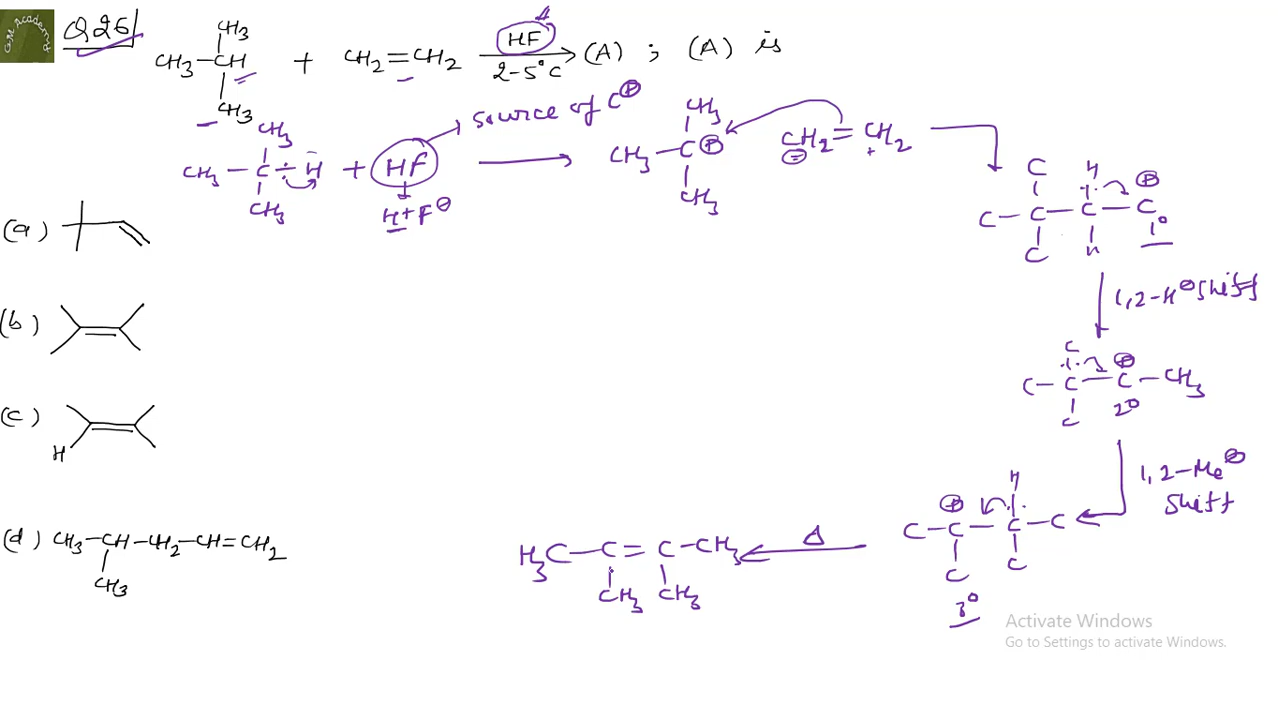 G.M Academy
Q26/
CH3 HF
CH3–CH + CH2=CH2 → (A) ; (A) is
CH3 2-5°C
source of C⊕
CH3 CH3
CH3–C÷H + HF → CH3–C⊕ CH2=CH2
CH3 H+F⊖ CH3 ⊖ +
C H ⊕
C–C–C–C
C H 1°
(a)
1,2-H⊖ Shift
(b)
C ⊕
C–C–C–CH3
C 2°
(c)
H
1,2-Me⊖
Shift
⊕ H
C–C–C–C
C C
3°
(d) CH3–CH–CH2–CH=CH2
CH3
Δ
H3C–C=C–CH3
CH3 CH3
Activate Windows
Go to Settings to activate Windows.